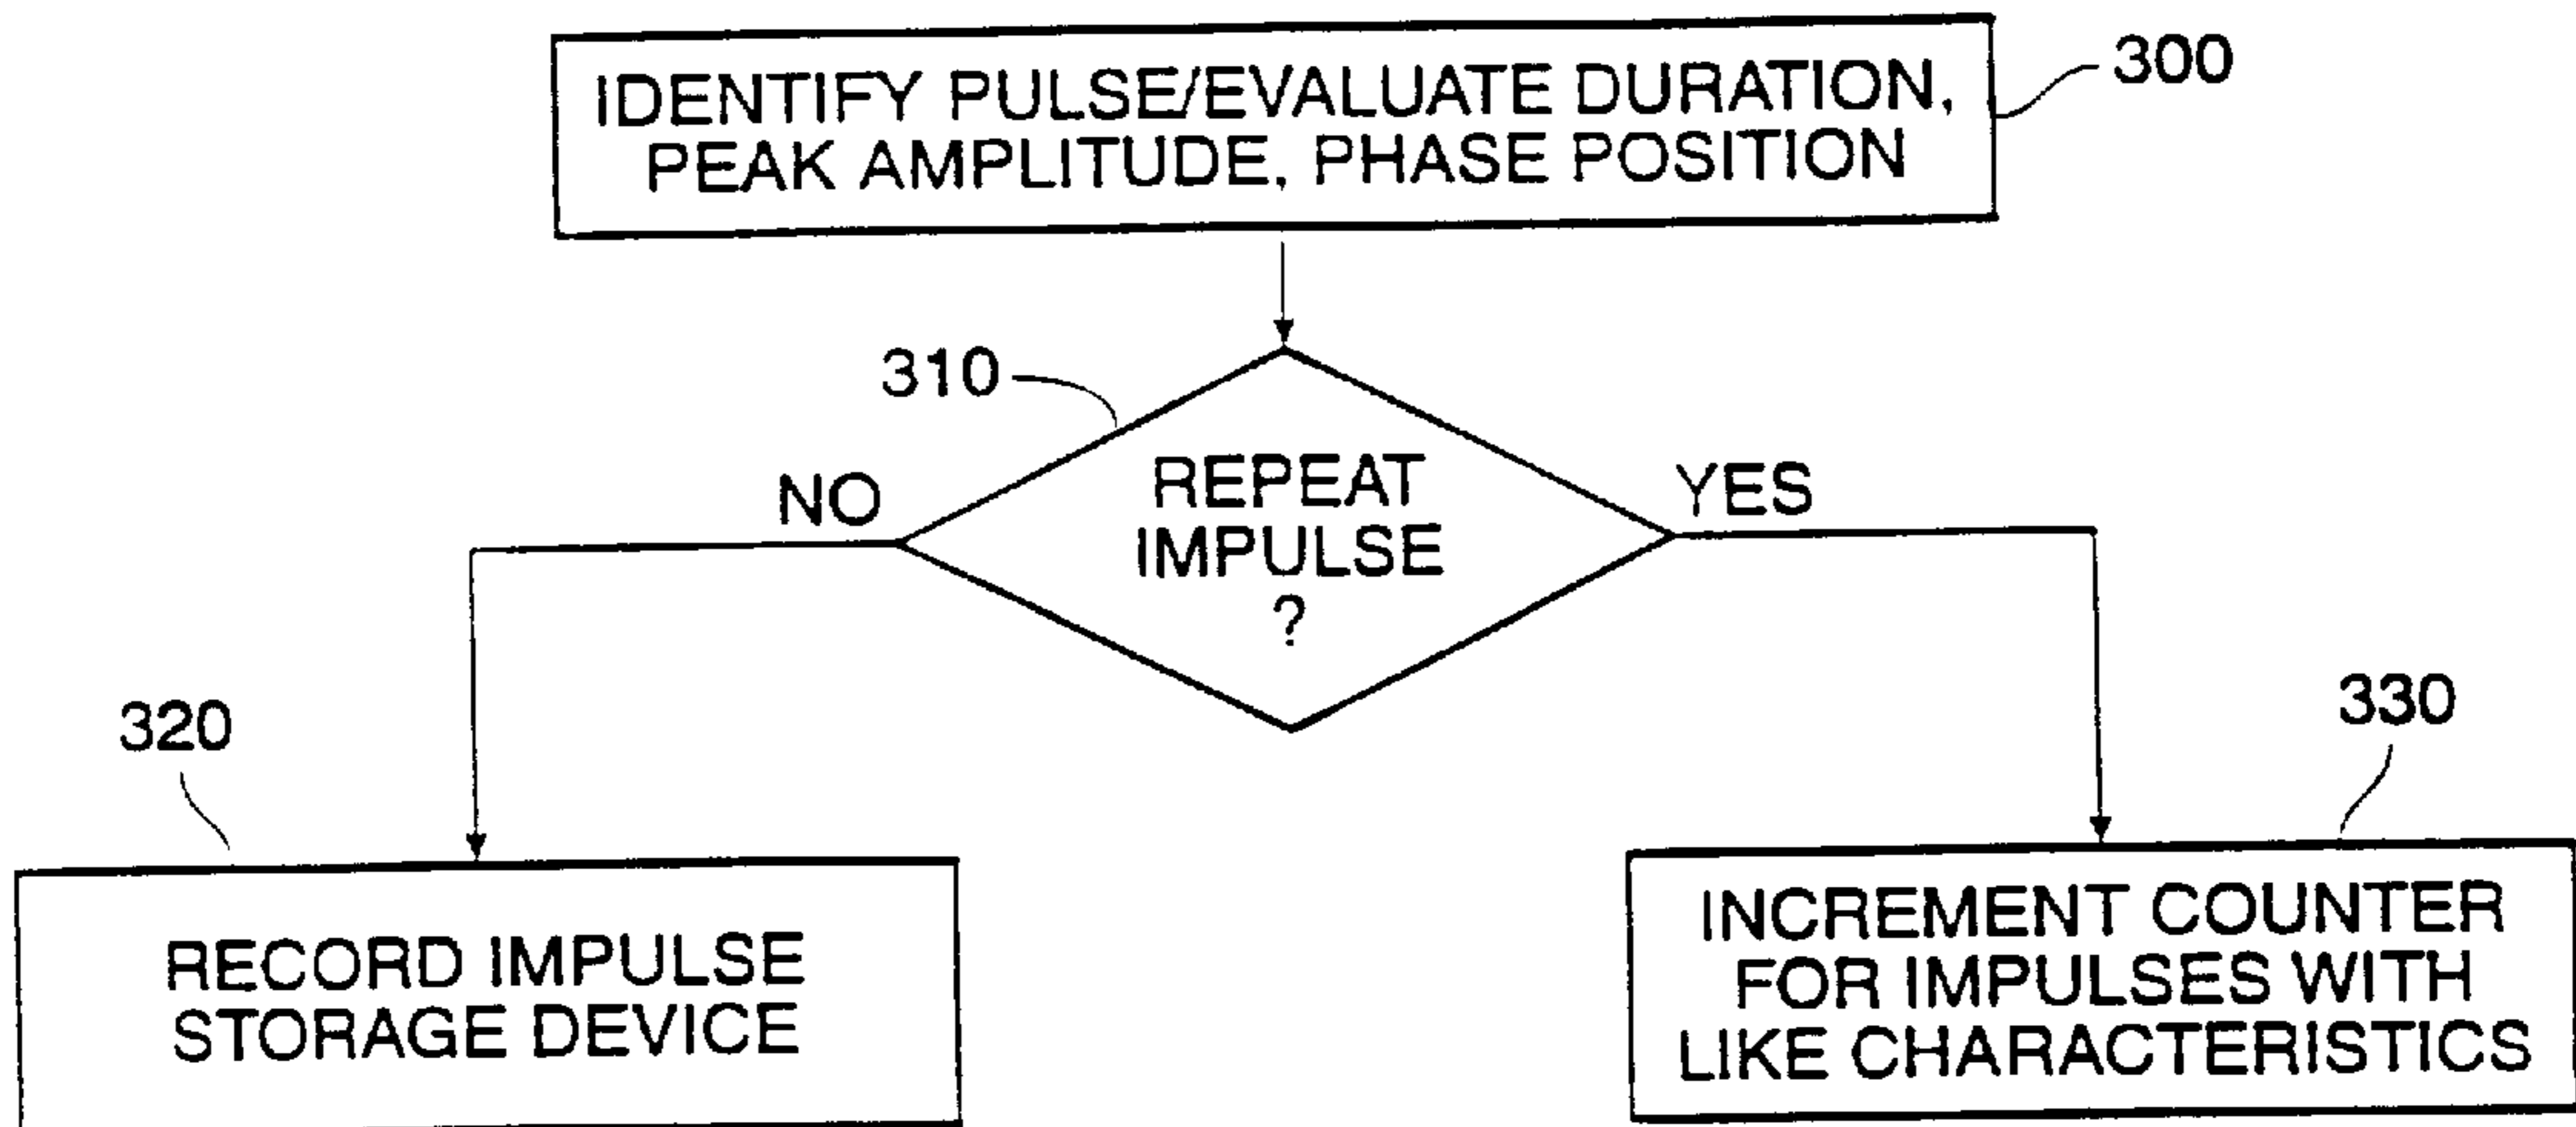 IDENTIFY PULSE/EVALUATE DURATION,
PEAK AMPLITUDE, PHASE POSITION
300
310
REPEAT
IMPULSE
?
NO
YES
320
330
RECORD IMPULSE
STORAGE DEVICE
INCREMENT COUNTER
FOR IMPULSES WITH
LIKE CHARACTERISTICS